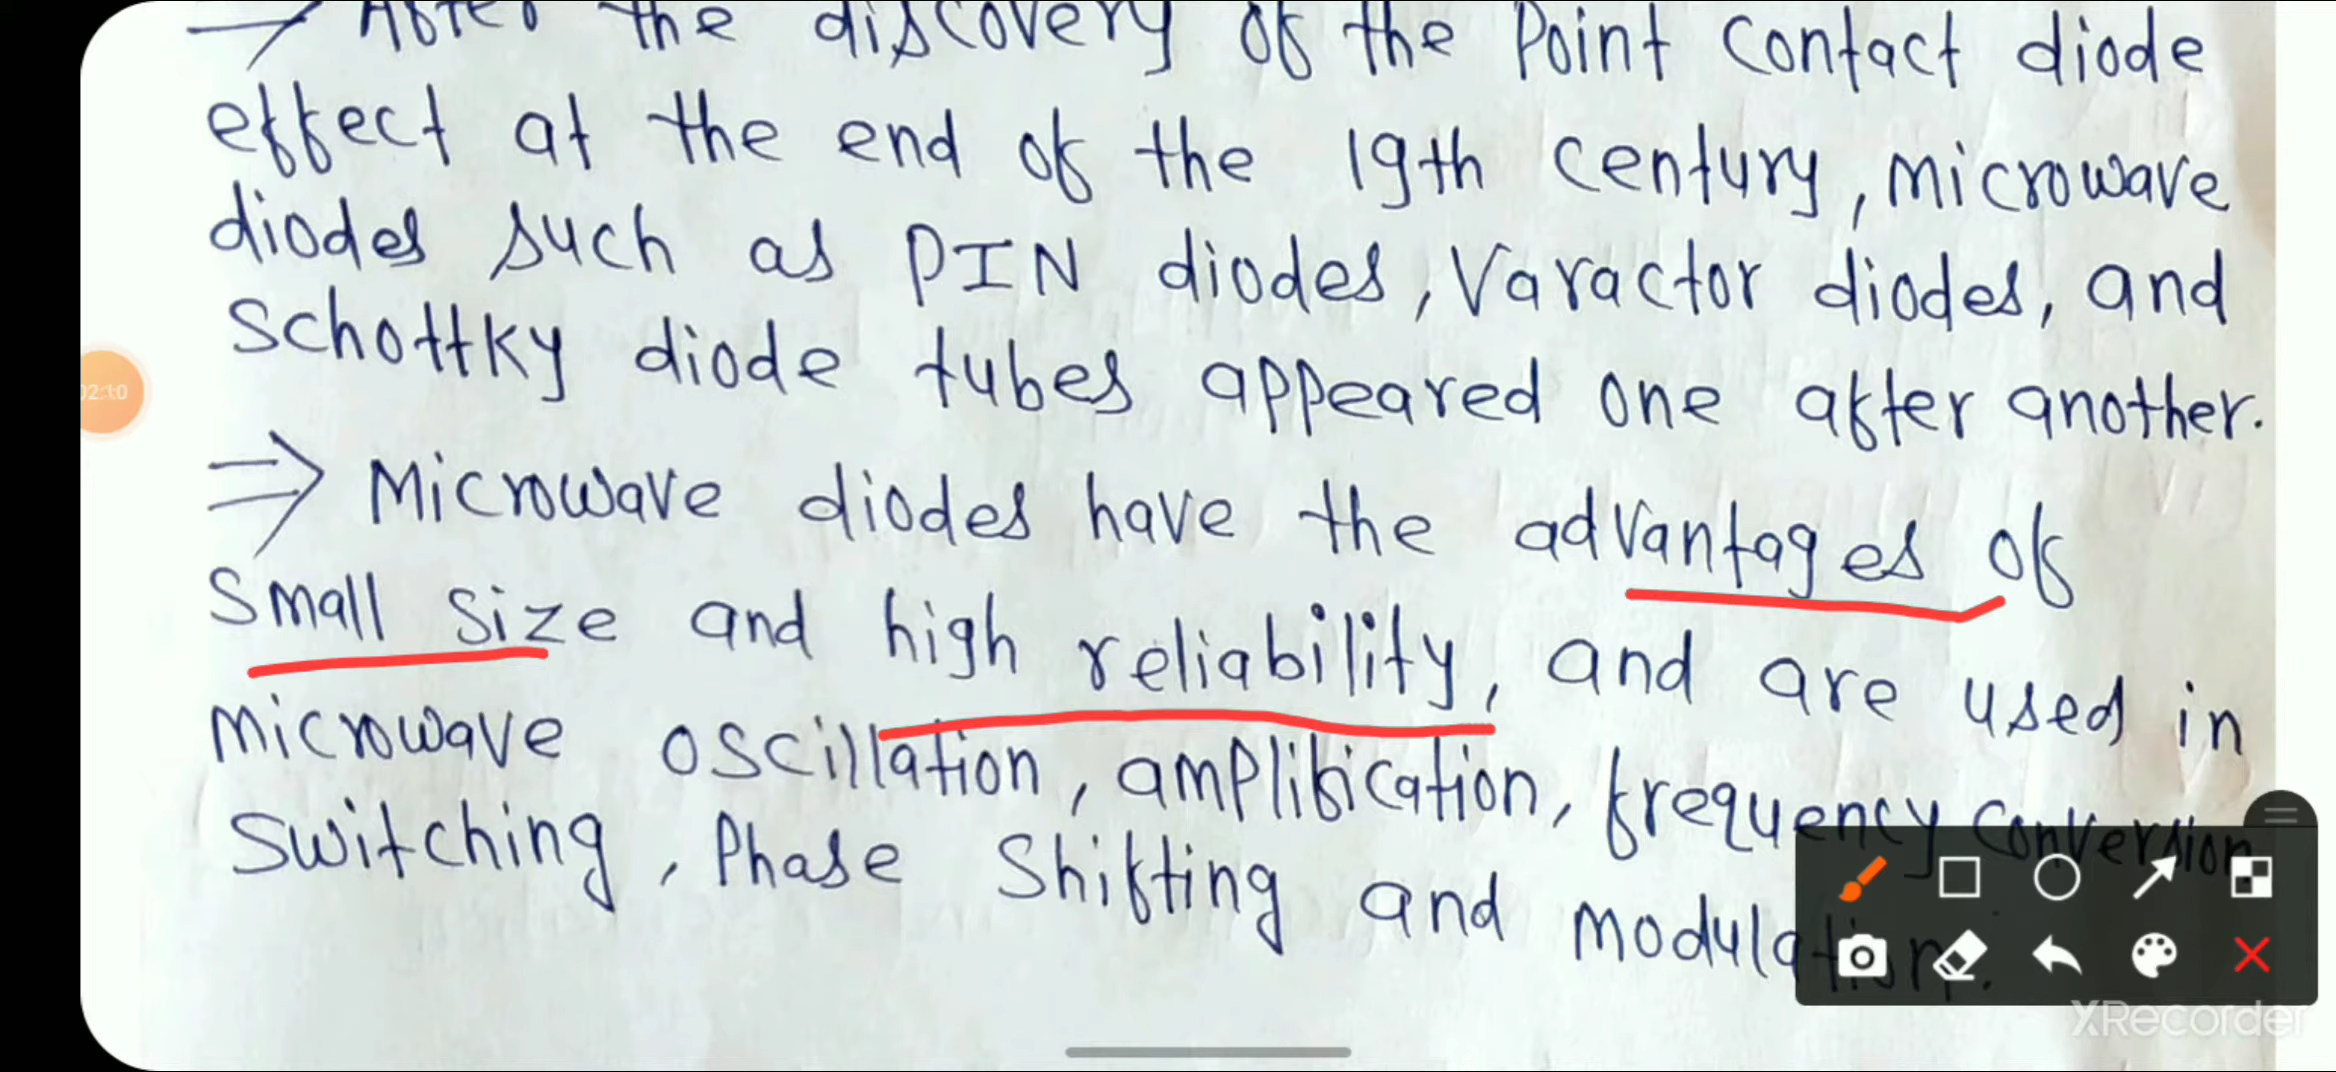 → After the discovery of the Point Contact diode
effect at the end of the 19th century, microwave
diodes such as PIN diodes, Varactor diodes, and
Schottky diode tubes appeared one after another.
⇒ Microwave diodes have the advantages of
Small Size and high reliability, and are used in
microwave oscillation, amplification, frequency conversion
Switching, Phase Shifting and modulation.
02:10
XRecorder